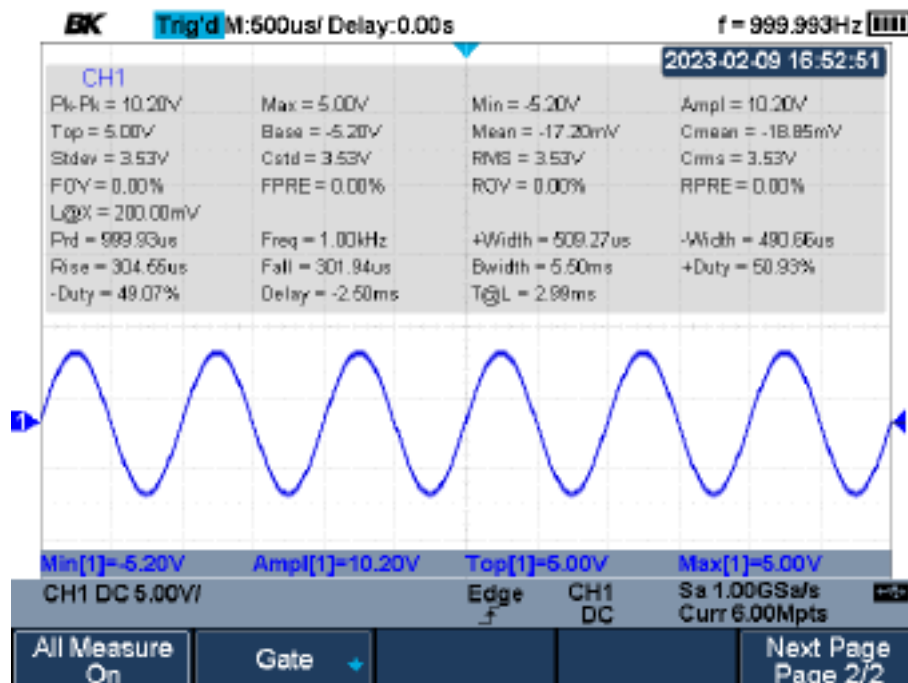 BK Trig'd M:500us/ Delay:0.00s f = 999.993Hz
2023-02-09 16:52:51
CH1
Pk-Pk = 10.20V Max = 5.00V Min = -5.20V Ampl = 10.20V
Top = 5.00V Base = -5.20V Mean = -17.20mV Cmean = -18.85mV
Stdev = 3.53V Cstd = 3.53V RMS = 3.53V Crms = 3.53V
FOV = 0.00% FPRE = 0.00% ROV = 0.00% RPRE = 0.00%
L@X = 200.00mV
Prd = 999.93us Freq = 1.00kHz +Width = 509.27us -Width = 490.66us
Rise = 304.65us Fall = 301.94us Bwidth = 5.50ms +Duty = 50.93%
-Duty = 49.07% Delay = -2.50ms T@L = 2.99ms
1
Min[1]=-5.20V Ampl[1]=10.20V Top[1]=5.00V Max[1]=5.00V
CH1 DC 5.00V/ Edge CH1 Sa 1.00GSa/s
DC Curr 6.00Mpts
All Measure Gate Next Page
On Page 2/2